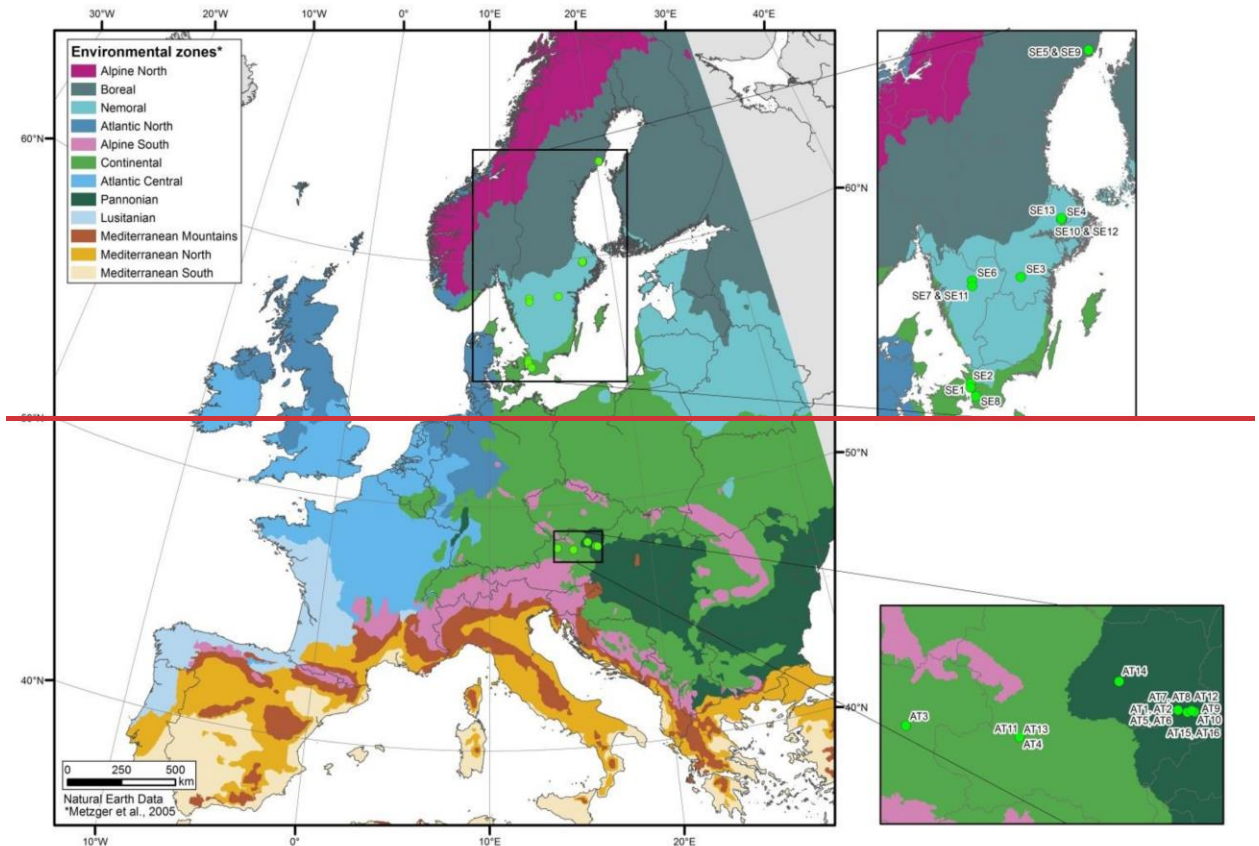 30°W 20°W 10°W 0° 10°E 20°E 30°E 40°E
Environmental zones*
Alpine North
Boreal
Nemoral
Atlantic North
Alpine South
Continental
Atlantic Central
Pannonian
Lusitanian
Mediterranean Mountains
Mediterranean North
Mediterranean South
60°N
60°N
50°N
40°N
40°N
0 250 500
km
Natural Earth Data
*Metzger et al., 2005
10°W 0° 10°E 20°E
SE5 & SE9
SE13 SE4
SE10 & SE12
SE6 SE3
SE7 & SE11
SE2
SE1
SE8
AT14
AT7, AT8 AT12
AT1, AT2 AT9
AT5, AT6 AT10
AT15, AT16
AT3
AT11 AT13
AT4